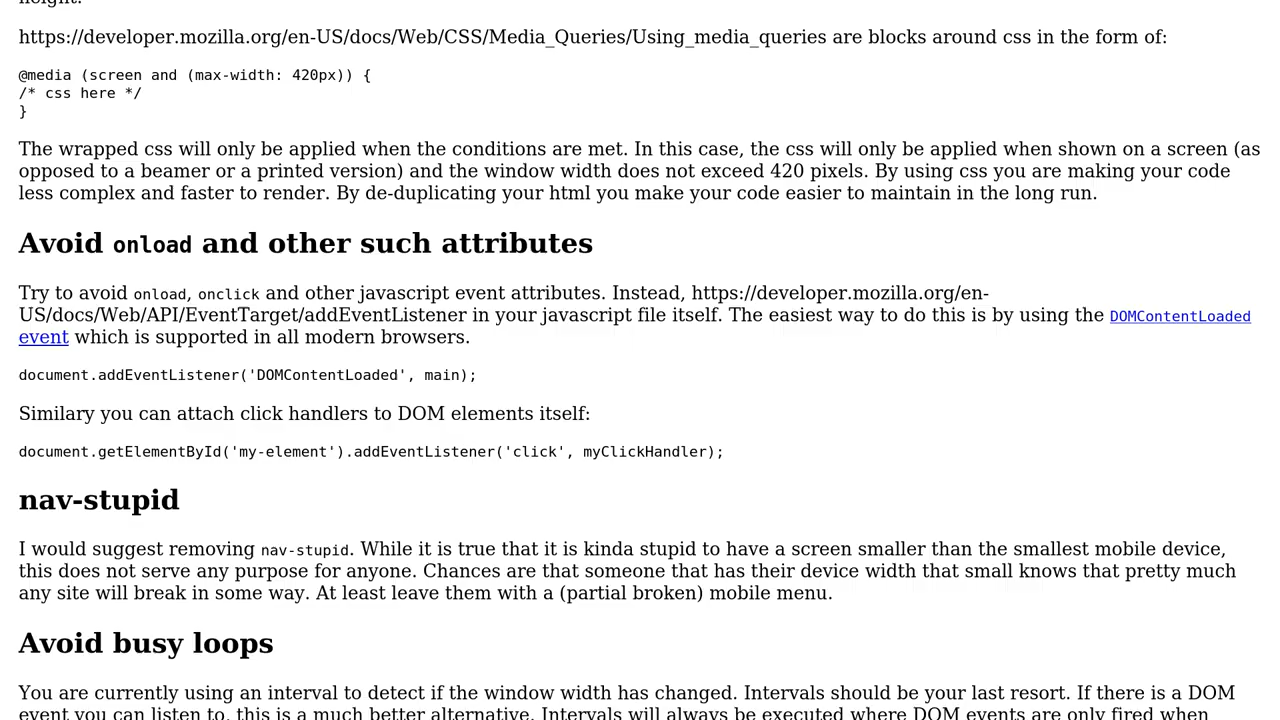 height.
https://developer.mozilla.org/en-US/docs/Web/CSS/Media_Queries/Using_media_queries are blocks around css in the form of:
@media (screen and (max-width: 420px)) {
/* css here */
}
The wrapped css will only be applied when the conditions are met. In this case, the css will only be applied when shown on a screen (as
opposed to a beamer or a printed version) and the window width does not exceed 420 pixels. By using css you are making your code
less complex and faster to render. By de-duplicating your html you make your code easier to maintain in the long run.
Avoid onload and other such attributes
Try to avoid onload, onclick and other javascript event attributes. Instead, https://developer.mozilla.org/en-
US/docs/Web/API/EventTarget/addEventListener in your javascript file itself. The easiest way to do this is by using the DOMContentLoaded
event which is supported in all modern browsers.
document.addEventListener('DOMContentLoaded', main);
Similary you can attach click handlers to DOM elements itself:
document.getElementById('my-element').addEventListener('click', myClickHandler);
nav-stupid
I would suggest removing nav-stupid. While it is true that it is kinda stupid to have a screen smaller than the smallest mobile device,
this does not serve any purpose for anyone. Chances are that someone that has their device width that small knows that pretty much
any site will break in some way. At least leave them with a (partial broken) mobile menu.
Avoid busy loops
You are currently using an interval to detect if the window width has changed. Intervals should be your last resort. If there is a DOM
event you can listen to, this is a much better alternative. Intervals will always be executed where DOM events are only fired when